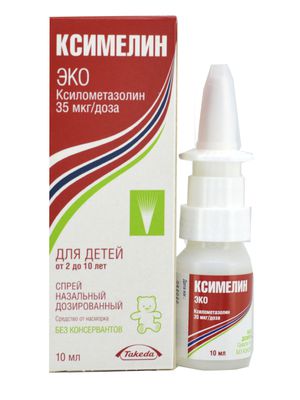 КСИМЕЛИН
ЭКО
Ксилометазолин
35 мкг/доза
ДЛЯ ДЕТЕЙ
от 2 до 10 лет
СПРЕЙ
НАЗАЛЬНЫЙ
ДОЗИРОВАННЫЙ
Средство от насморка
БЕЗ КОНСЕРВАНТОВ
10 мл
Takeda
КСИМЕЛИН
ЭКО
Ксилометазолин
35 мкг/доза
10 мл